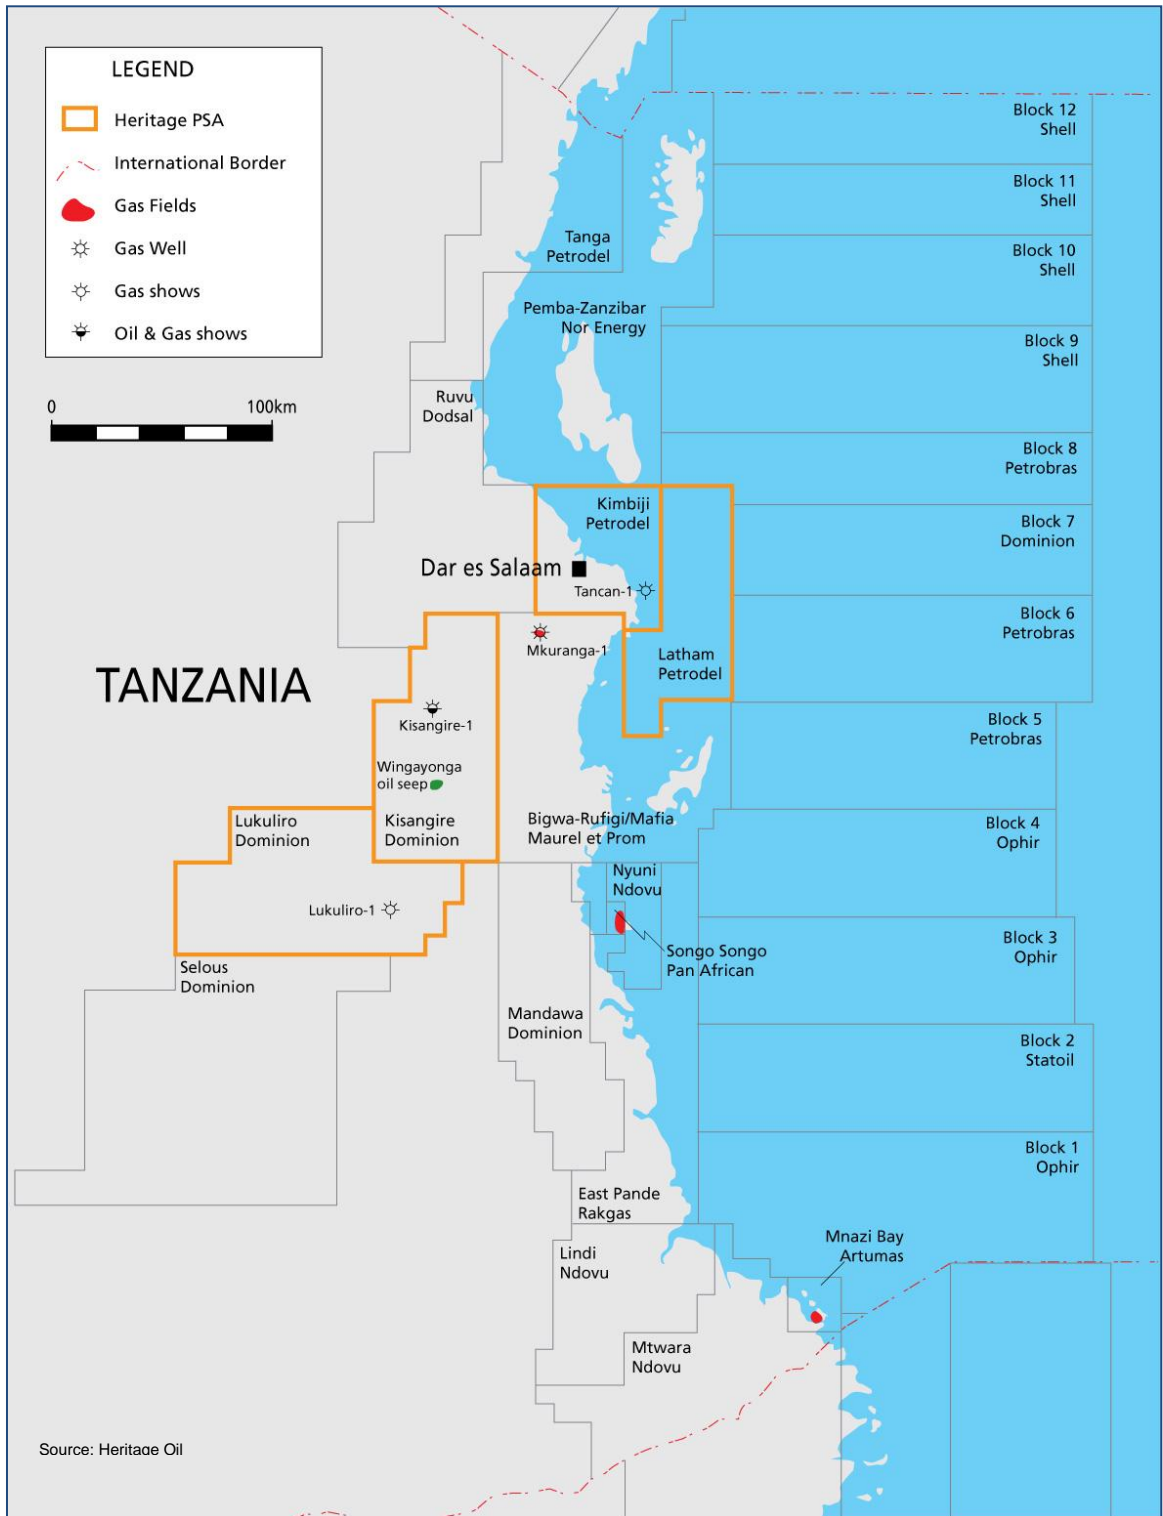 LEGEND
Heritage PSA
International Border
Gas Fields
Gas Well
Gas shows
Oil & Gas shows
0 100km
Block 12
Shell
Block 11
Shell
Block 10
Shell
Block 9
Shell
Block 8
Petrobras
Block 7
Dominion
Block 6
Petrobras
Block 5
Petrobras
Block 4
Ophir
Block 3
Ophir
Block 2
Statoil
Block 1
Ophir
Tanga
Petrodel
Pemba-Zanzibar
Nor Energy
Ruvu
Dodsal
Kimbiji
Petrodel
Dar es Salaam
Tancan-1
Mkuranga-1
Latham
Petrodel
TANZANIA
Kisangire-1
Wingayonga
oil seep
Lukuliro
Dominion
Kisangire
Dominion
Bigwa-Rufigi/Mafia
Maurel et Prom
Nyuni
Ndovu
Lukuliro-1
Songo Songo
Pan African
Selous
Dominion
Mandawa
Dominion
East Pande
Rakgas
Mnazi Bay
Artumas
Lindi
Ndovu
Mtwara
Ndovu
Source: Heritage Oil